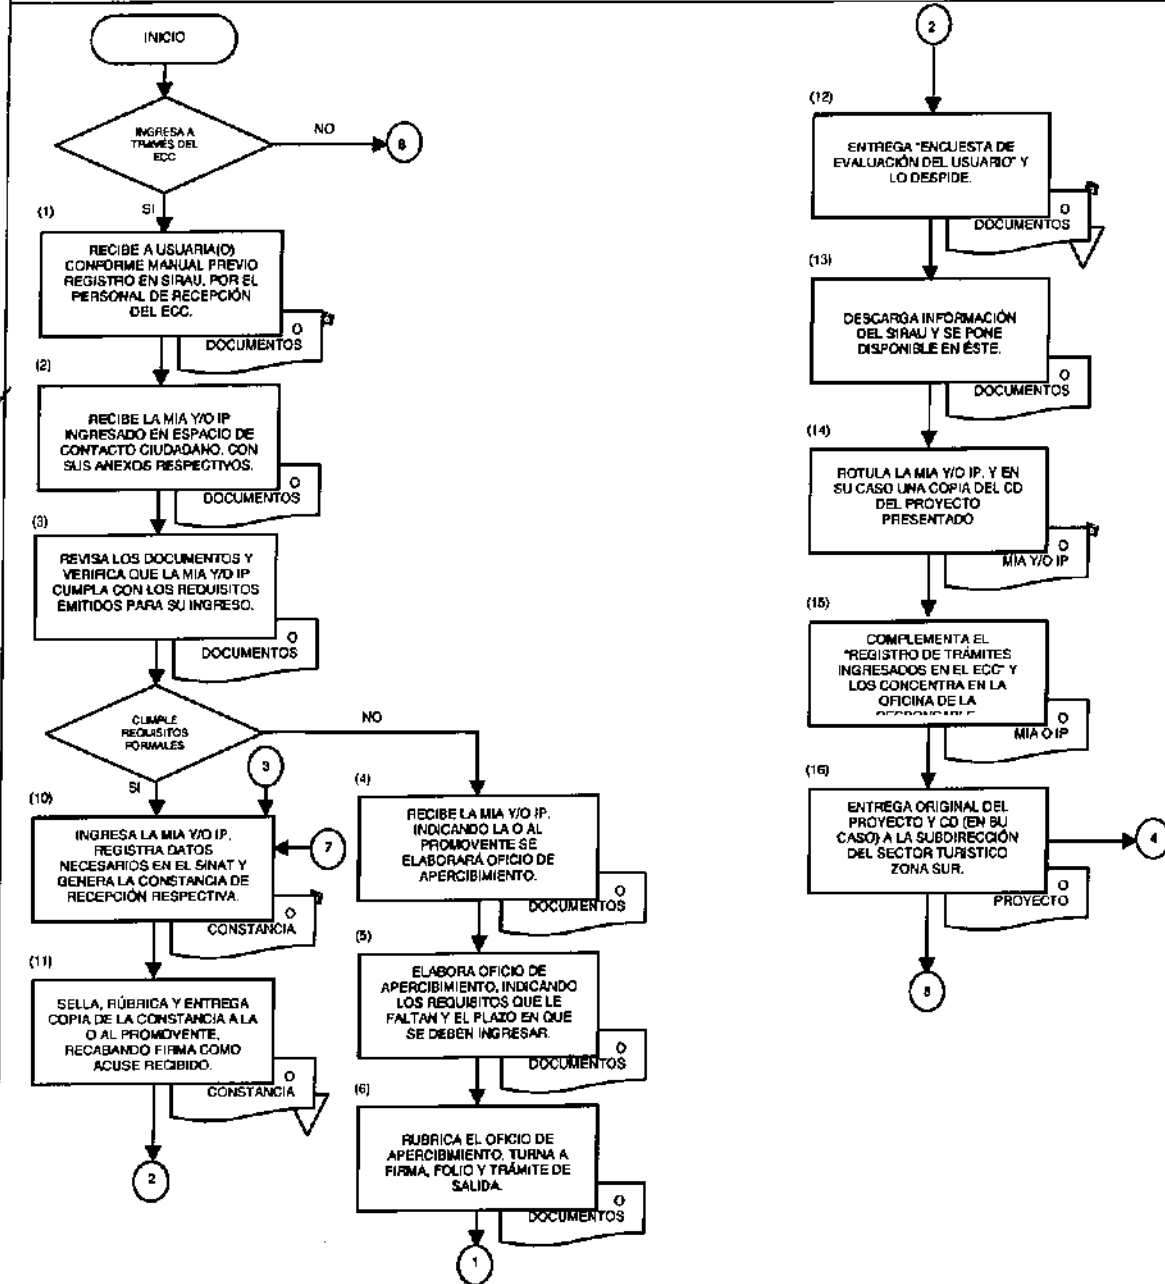 INICIO
INGRESA A
TRAVÉS DEL
ECC
NO
SI
(1)
RECIBE A USUARIA(O)
CONFORME MANUAL PREVIO
REGISTRO EN SIRAU, POR EL
PERSONAL DE RECEPCIÓN
DEL ECC.
O
DOCUMENTOS
(2)
RECIBE LA MIA Y/O IP
INGRESADO EN ESPACIO DE
CONTACTO CIUDADANO, CON
SUS ANEXOS RESPECTIVOS.
O
DOCUMENTOS
(3)
REVISA LOS DOCUMENTOS Y
VERIFICA QUE LA MIA Y/O IP
CUMPLA CON LOS REQUISITOS
EMITIDOS PARA SU INGRESO.
O
DOCUMENTOS
CUMPLE
REQUISITOS
FORMALES
NO
SI
3
(10)
INGRESA LA MIA Y/O IP,
REGISTRA DATOS
NECESARIOS EN EL SINAT Y
GENERA LA CONSTANCIA DE
RECEPCIÓN RESPECTIVA.
7
O
CONSTANCIA
(11)
SELLA, RÚBRICA Y ENTREGA
COPIA DE LA CONSTANCIA A LA
O AL PROMOVENTE,
RECABANDO FIRMA COMO
ACUSE RECIBIDO.
O
CONSTANCIA
2
(4)
RECIBE LA MIA Y/O IP,
INDICANDO LA O AL
PROMOVENTE SE
ELABORARÁ OFICIO DE
APERCIBIMIENTO.
O
DOCUMENTOS
(5)
ELABORA OFICIO DE
APERCIBIMIENTO, INDICANDO
LOS REQUISITOS QUE LE
FALTAN Y EL PLAZO EN QUE
SE DEBEN INGRESAR.
O
DOCUMENTOS
(6)
RUBRICA EL OFICIO DE
APERCIBIMIENTO, TURNA A
FIRMA, FOLIO Y TRÁMITE DE
SALIDA.
O
DOCUMENTOS
1
2
(12)
ENTREGA "ENCUESTA DE
EVALUACIÓN DEL USUARIO" Y
LO DESPIDE.
O
DOCUMENTOS
(13)
DESCARGA INFORMACIÓN
DEL SIRAU Y SE PONE
DISPONIBLE EN ÉSTE.
O
DOCUMENTOS
(14)
ROTULA LA MIA Y/O IP, Y EN
SU CASO UNA COPIA DEL CD
DEL PROYECTO
PRESENTADO
O
MIA Y/O IP
(15)
COMPLEMENTA EL
"REGISTRO DE TRÁMITES
INGRESADOS EN EL ECC" Y
LOS CONCENTRA EN LA
OFICINA DE LA
RESPONSABLE
O
MIA O IP
(16)
ENTREGA ORIGINAL DEL
PROYECTO Y CD (EN SU
CASO) A LA SUBDIRECCIÓN
DEL SECTOR TURISTICO
ZONA SUR.
4
O
PROYECTO